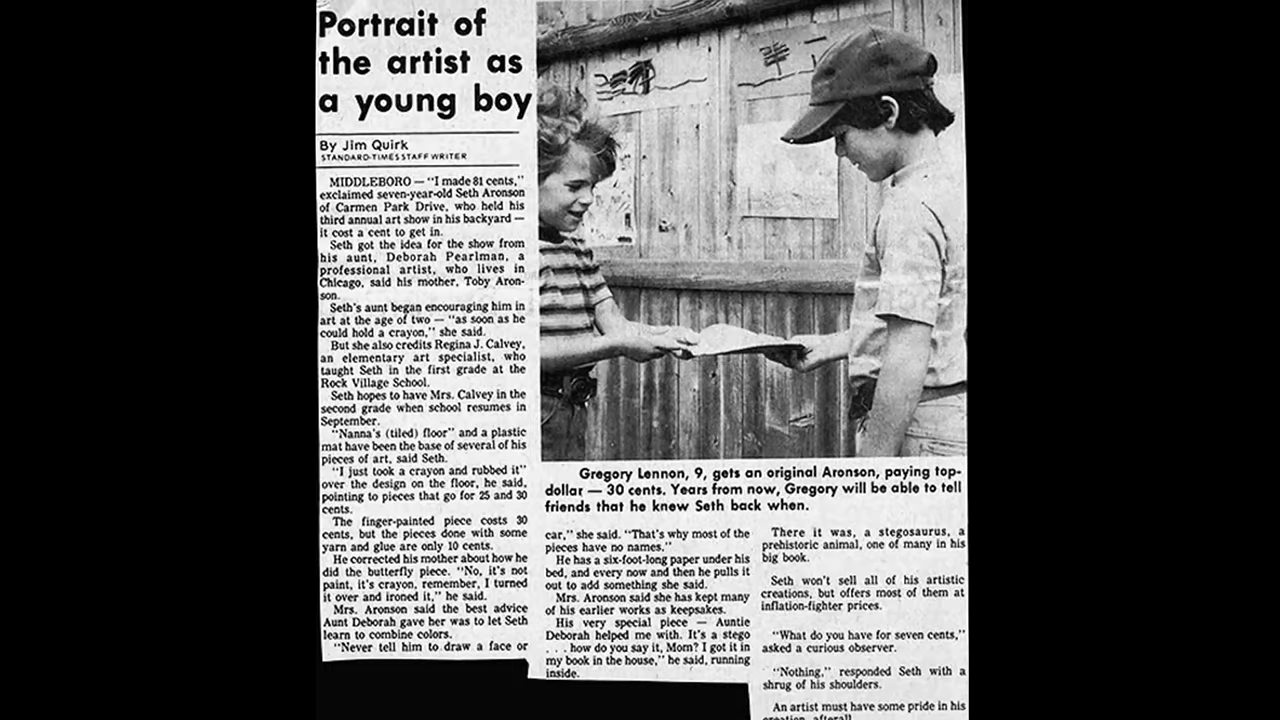 Portrait of
the artist as
a young boy
By Jim Quirk
STANDARD-TIMES STAFF WRITER
MIDDLEBORO — "I made 81 cents,"
exclaimed seven-year-old Seth Aronson
of Carmen Park Drive, who held his
third annual art show in his backyard —
it cost a cent to get in.
Seth got the idea for the show from
his aunt, Deborah Pearlman, a
professional artist, who lives in
Chicago, said his mother, Toby Aron-
son.
Seth's aunt began encouraging him in
art at the age of two — "as soon as he
could hold a crayon," she said.
But she also credits Regina J. Calvey,
an elementary art specialist, who
taught Seth in the first grade at the
Rock Village School.
Seth hopes to have Mrs. Calvey in the
second grade when school resumes in
September.
"Nanna's (tiled) floor" and a plastic
mat have been the base of several of his
pieces of art, said Seth.
"I just took a crayon and rubbed it"
over the design on the floor, he said,
pointing to pieces that go for 25 and 30
cents.
The finger-painted piece costs 30
cents, but the pieces done with some
yarn and glue are only 10 cents.
He corrected his mother about how he
did the butterfly piece. "No, it's not
paint, it's crayon, remember, I turned
it over and ironed it," he said.
Mrs. Aronson said the best advice
Aunt Deborah gave her was to let Seth
learn to combine colors.
"Never tell him to draw a face or
Gregory Lennon, 9, gets an original Aronson, paying top-
dollar — 30 cents. Years from now, Gregory will be able to tell
friends that he knew Seth back when.
car," she said. "That's why most of the
pieces have no names."
He has a six-foot-long paper under his
bed, and every now and then he pulls it
out to add something she said.
Mrs. Aronson said she has kept many
of his earlier works as keepsakes.
His very special piece — Auntie
Deborah helped me with. It's a stego
. . . how do you say it, Mom? I got it in
my book in the house," he said, running
inside.
There it was, a stegosaurus, a
prehistoric animal, one of many in his
big book.
Seth won't sell all of his artistic
creations, but offers most of them at
inflation-fighter prices.
"What do you have for seven cents,"
asked a curious observer.
"Nothing," responded Seth with a
shrug of his shoulders.
An artist must have some pride in his
creation, afterall